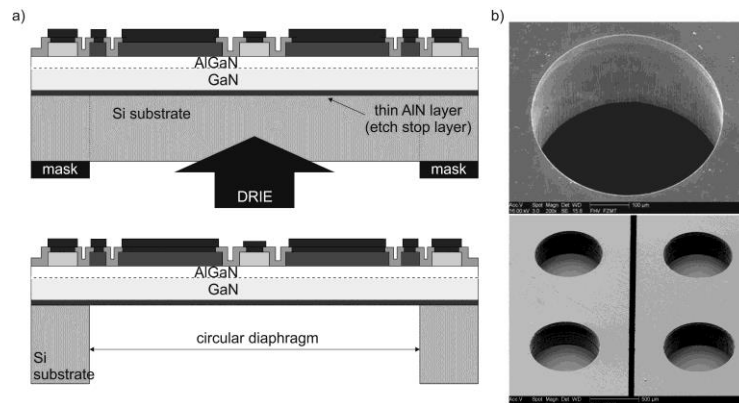 a)
AlGaN
GaN
Si substrate
thin AlN layer
(etch stop layer)
mask
mask
DRIE
AlGaN
GaN
circular diaphragm
Si
substrate
b)
100 µm
500 µm